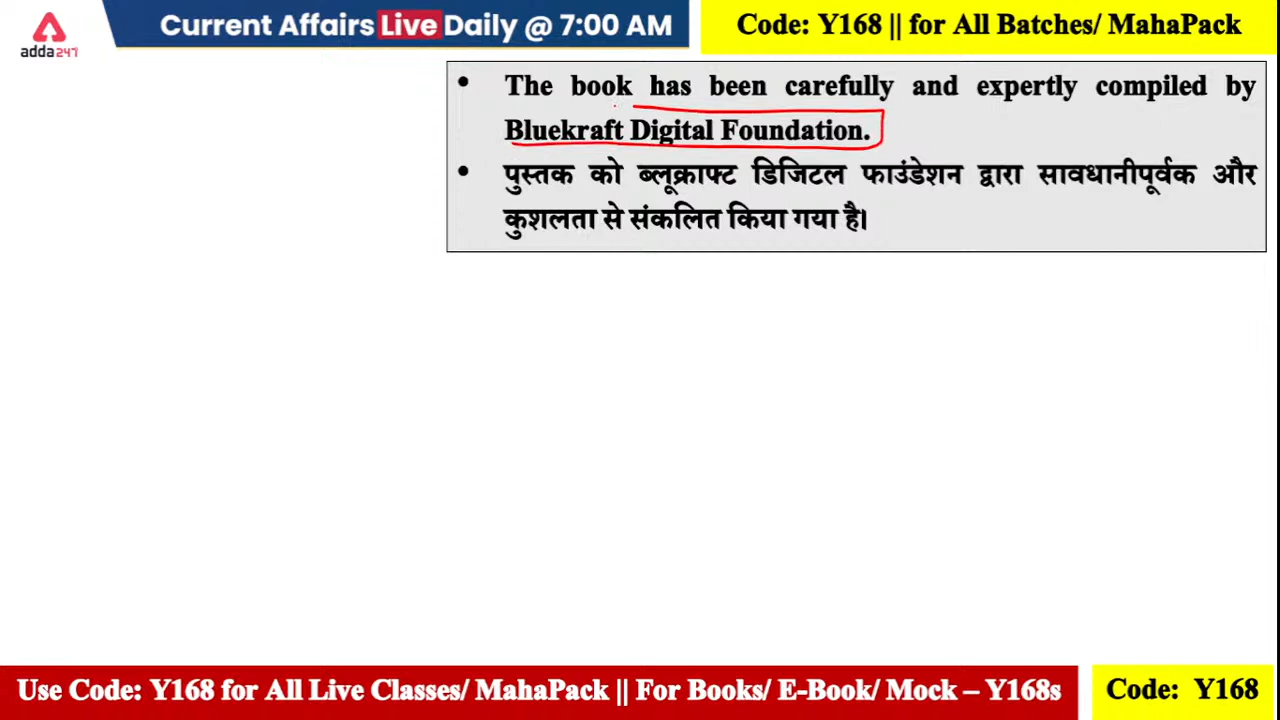 Current Affairs Live Daily @ 7:00 AM
Code: Y168 || for All Batches/ MahaPack
adda247
• The book has been carefully and expertly compiled by
Bluekraft Digital Foundation.
• पुस्तक को ब्लूक्राफ्ट डिजिटल फाउंडेशन द्वारा सावधानीपूर्वक और
कुशलता से संकलित किया गया है।
Use Code: Y168 for All Live Classes/ MahaPack || For Books/ E-Book/ Mock – Y168s
Code: Y168